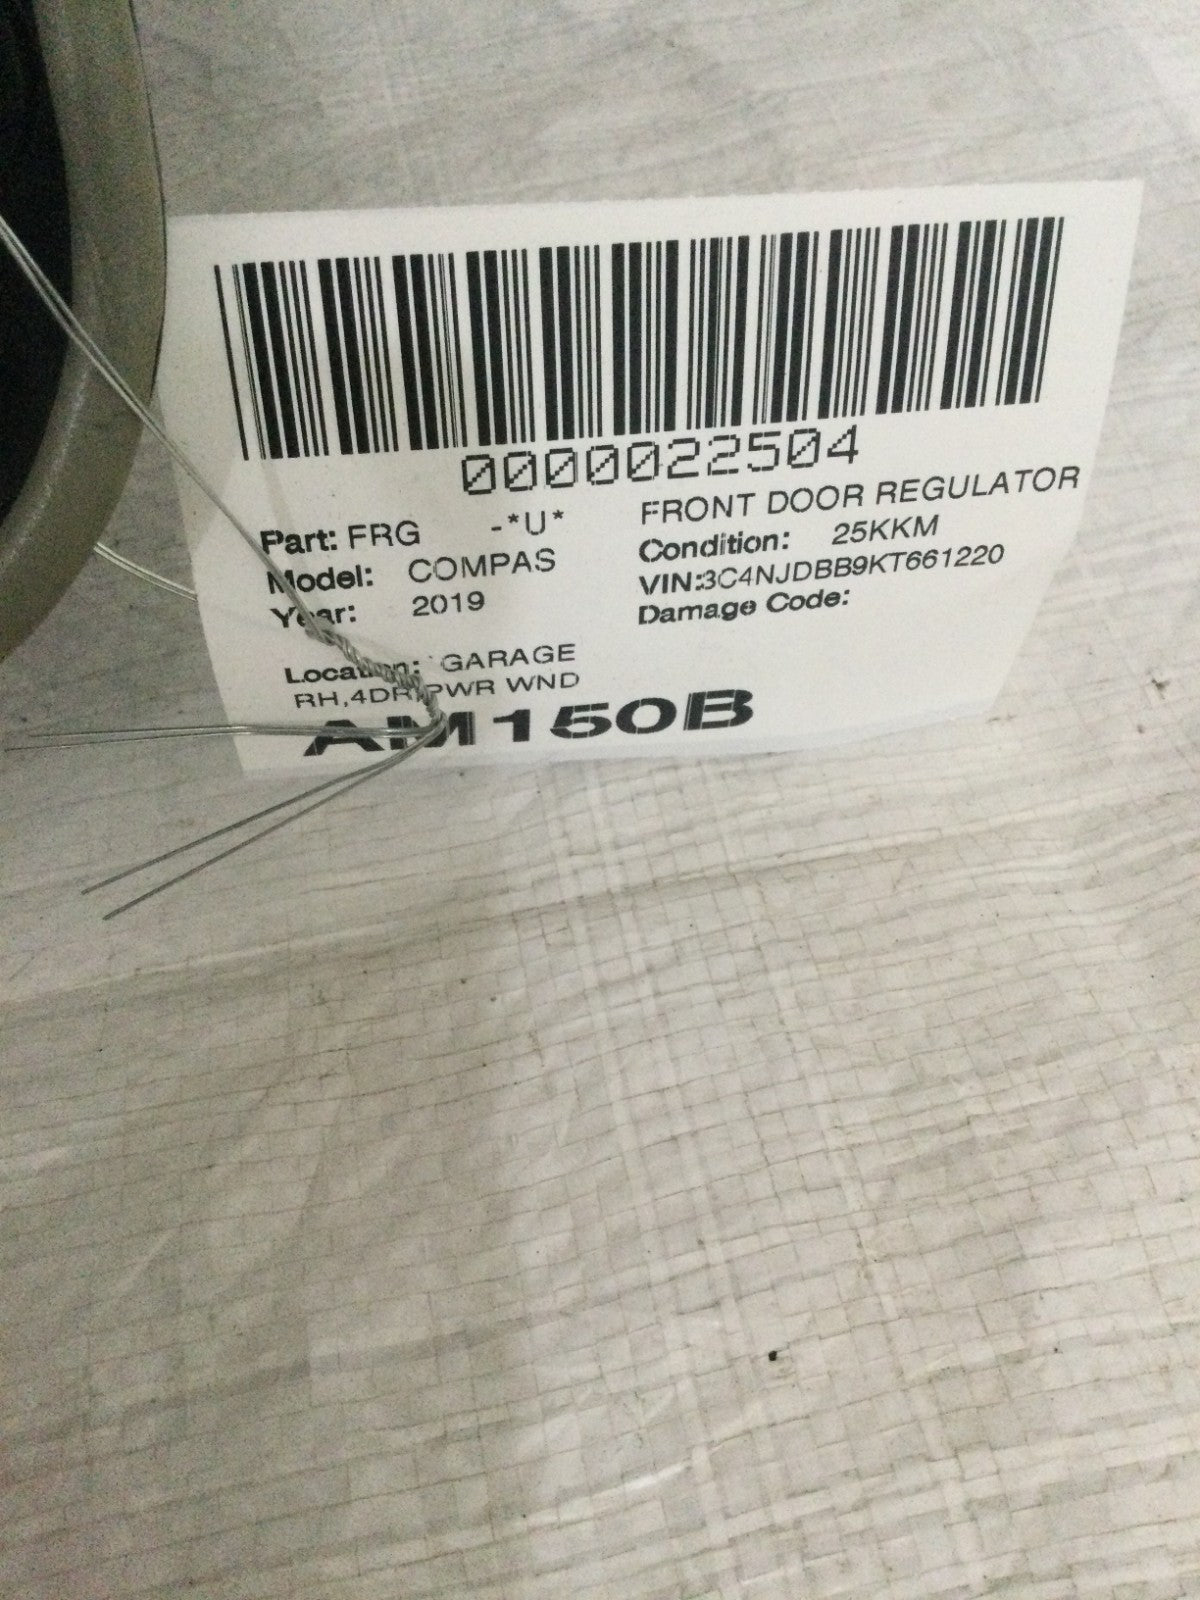 0000022504
Part: FRG -*U* FRONT DOOR REGULATOR
Model: COMPAS Condition: 25KKM
Year: 2019 VIN:3C4NJDBB9KT661220
Damage Code:
Location: GARAGE
RH,4DR,PWR WND
AM150B